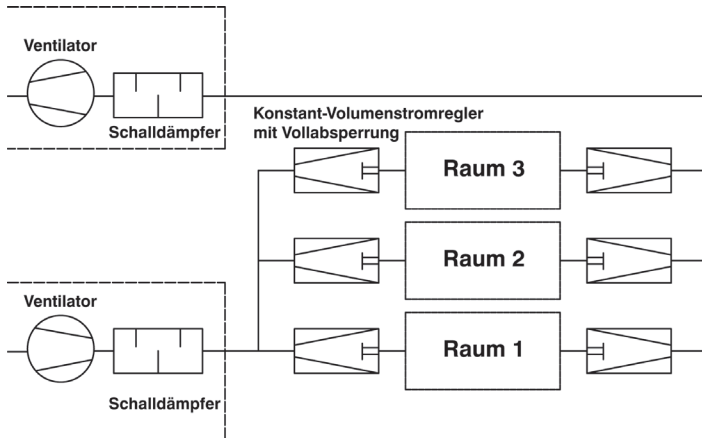 Ventilator
Schalldämpfer
Konstant-Volumenstromregler
mit Vollabsperrung
Raum 3
Raum 2
Ventilator
Raum 1
Schalldämpfer